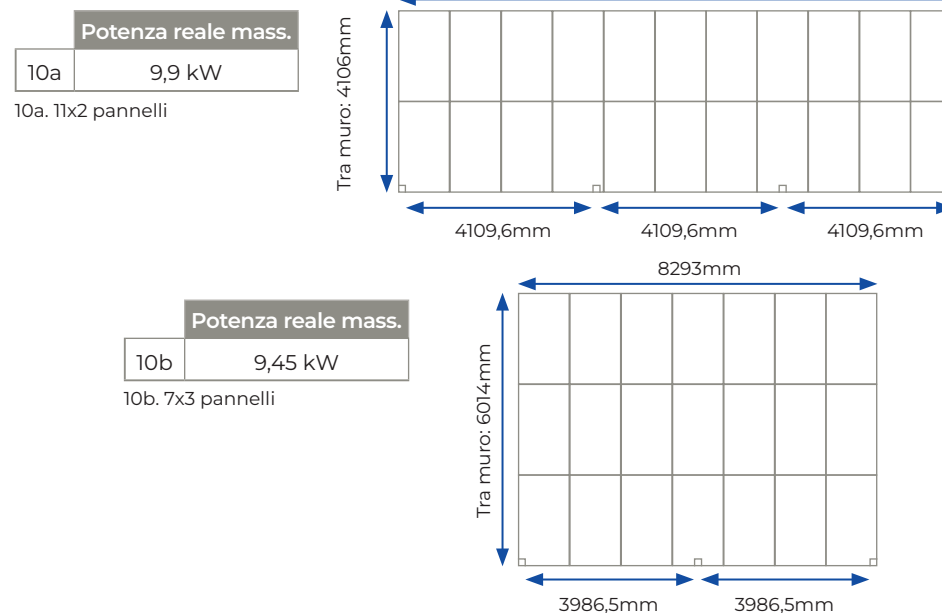 Potenza reale mass.
10a 9,9 kW
10a. 11x2 pannelli
Tra muro: 4106mm
4109,6mm 4109,6mm 4109,6mm
8293mm
Potenza reale mass.
10b 9,45 kW
10b. 7x3 pannelli
Tra muro: 6014mm
3986,5mm 3986,5mm